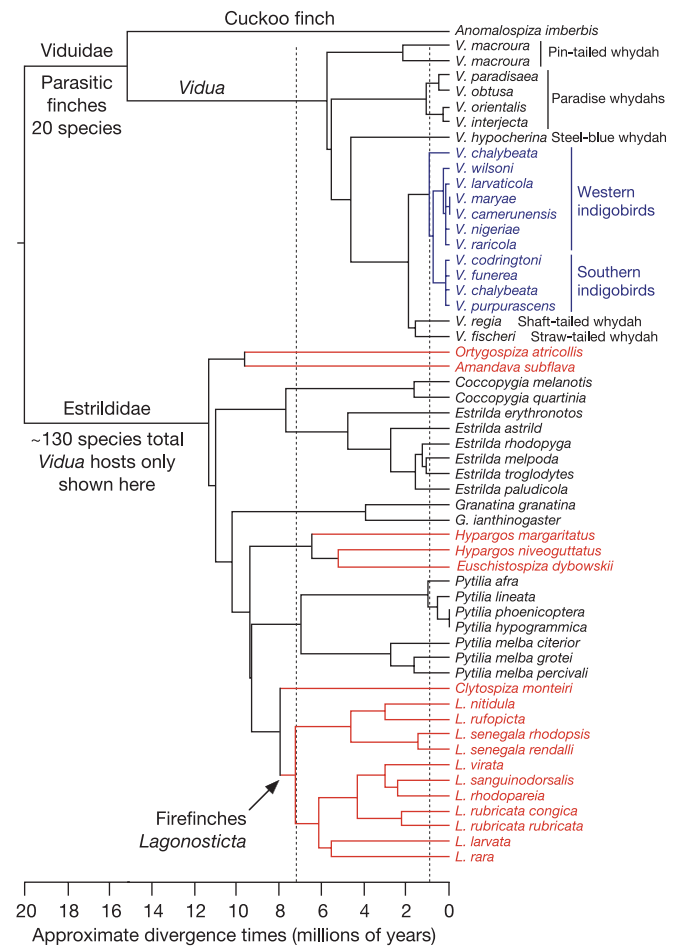 Cuckoo finch
Anomalospiza imberbis
Viduidae
Parasitic
finches
20 species
Vidua
V. macroura
V. macroura
Pin-tailed whydah
V. paradisaea
V. obtusa
V. orientalis
V. interjecta
Paradise whydahs
V. hypocherina Steel-blue whydah
V. chalybeata
V. wilsoni
V. larvaticola
V. maryae
V. camerunensis
V. nigeriae
V. raricola
Western
indigobirds
V. codringtoni
V. funerea
V. chalybeata
V. purpurascens
Southern
indigobirds
V. regia Shaft-tailed whydah
V. fischeri Straw-tailed whydah
Estrildidae
~130 species total
Vidua hosts only
shown here
Ortygospiza atricollis
Amandava subflava
Coccopygia melanotis
Coccopygia quartinia
Estrilda erythronotos
Estrilda astrild
Estrilda rhodopyga
Estrilda melpoda
Estrilda troglodytes
Estrilda paludicola
Granatina granatina
G. ianthinogaster
Hypargos margaritatus
Hypargos niveoguttatus
Euschistospiza dybowskii
Pytilia afra
Pytilia lineata
Pytilia phoenicoptera
Pytilia hypogrammica
Pytilia melba citerior
Pytilia melba grotei
Pytilia melba percivali
Clytospiza monteiri
L. nitidula
L. rufopicta
L. senegala rhodopsis
L. senegala rendalli
L. virata
L. sanguinodorsalis
L. rhodopareia
L. rubricata congica
L. rubricata rubricata
L. larvata
L. rara
Firefinches
Lagonosticta
20 18 16 14 12 10 8 6 4 2 0
Approximate divergence times (millions of years)